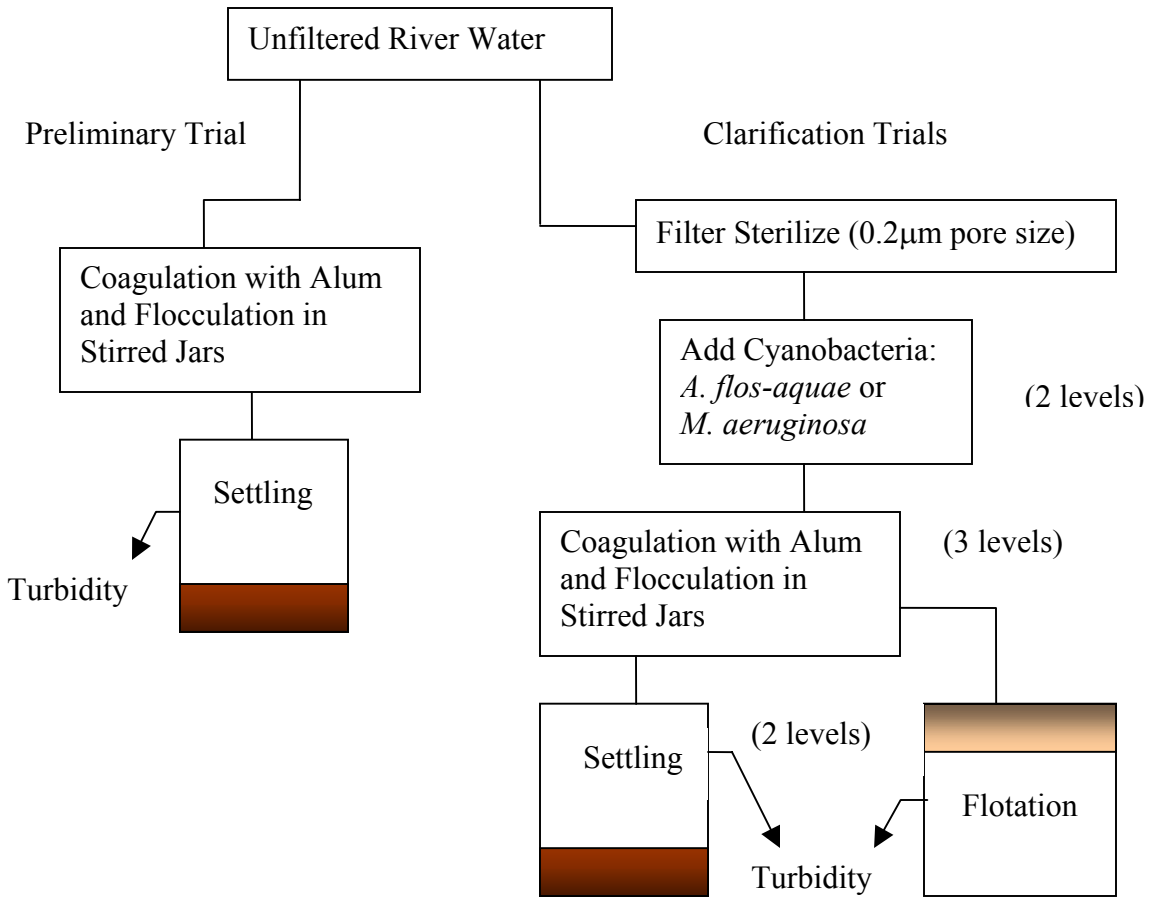 Unfiltered River Water
Preliminary Trial
Clarification Trials
Filter Sterilize (0.2μm pore size)
Coagulation with Alum
and Flocculation in
Stirred Jars
Add Cyanobacteria:
A. flos-aquae or
M. aeruginosa
(2 levels)
Settling
Turbidity
Coagulation with Alum
and Flocculation in
Stirred Jars
(3 levels)
Settling
(2 levels)
Flotation
Turbidity